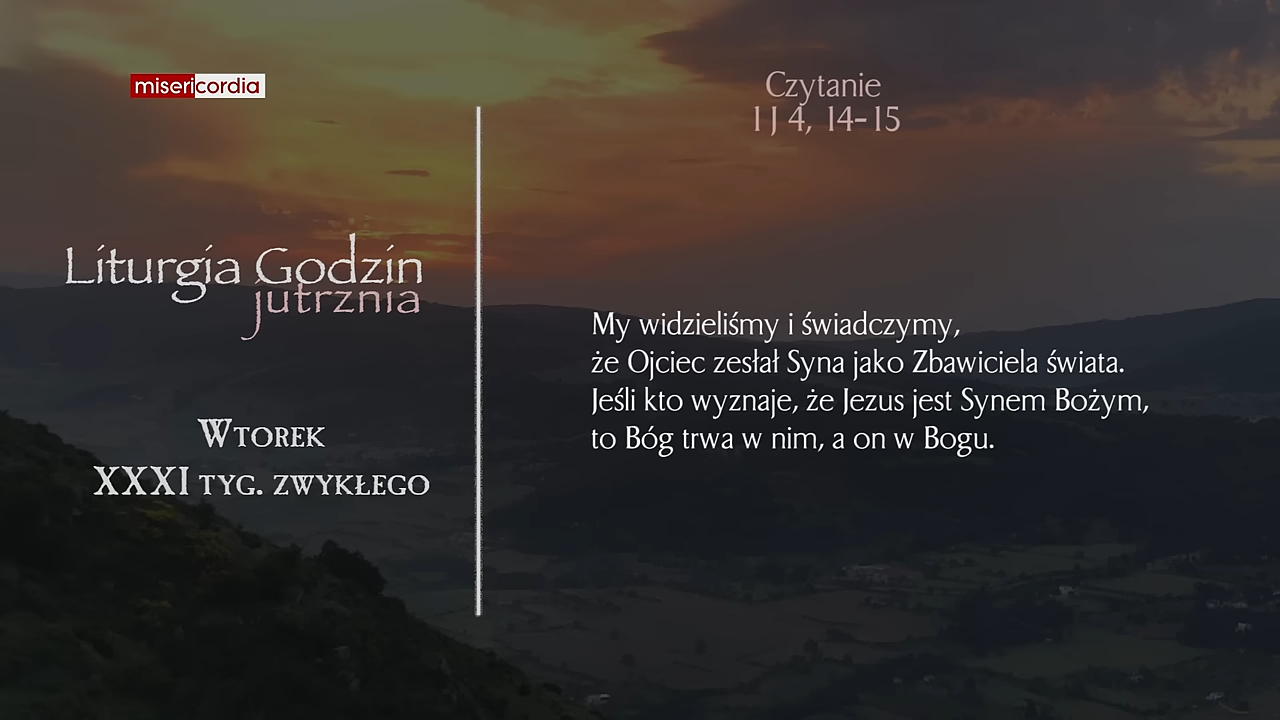 misericordia
Liturgia Godzin
jutrznia
Wtorek
XXXI tyg. zwykłego
Czytanie
1 J 4, 14-15
My widzieliśmy i świadczymy,
że Ojciec zesłał Syna jako Zbawiciela świata.
Jeśli kto wyznaje, że Jezus jest Synem Bożym,
to Bóg trwa w nim, a on w Bogu.